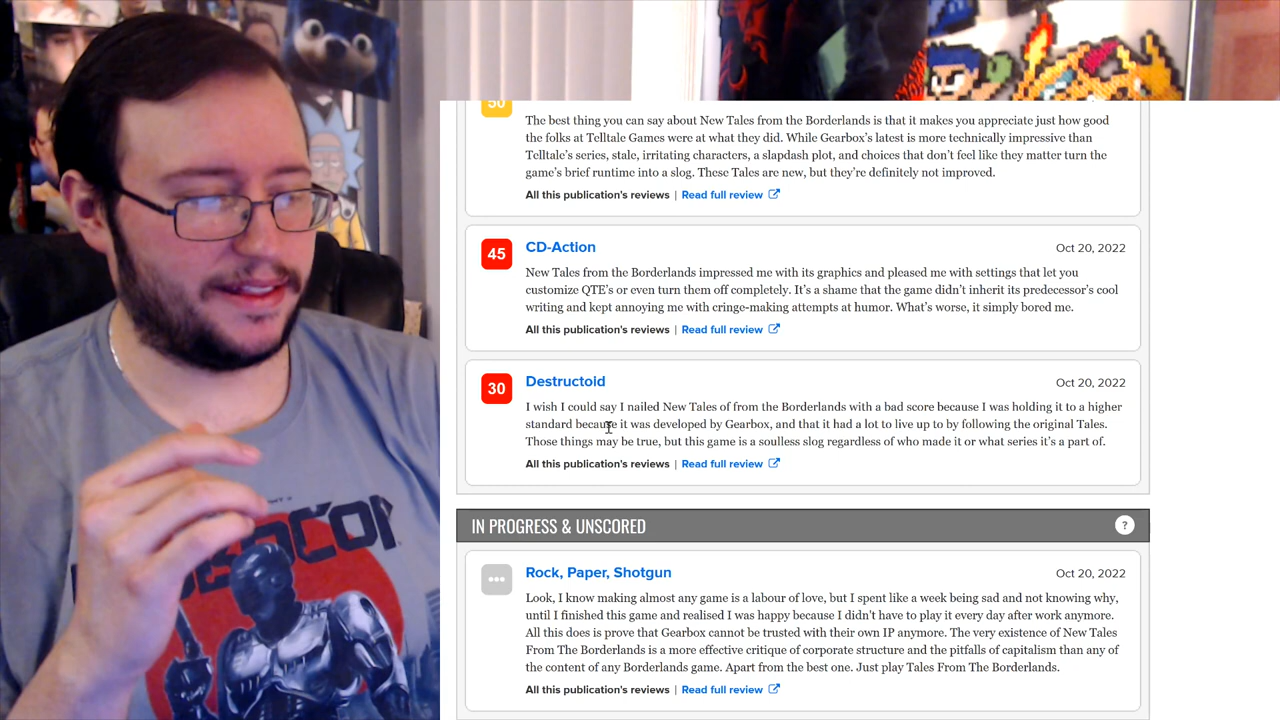 50
The best thing you can say about New Tales from the Borderlands is that it makes you appreciate just how good
the folks at Telltale Games were at what they did. While Gearbox's latest is more technically impressive than
Telltale's series, stale, irritating characters, a slapdash plot, and choices that don't feel like they matter turn the
game's brief runtime into a slog. These Tales are new, but they're definitely not improved.
All this publication's reviews | Read full review
45
CD-Action
Oct 20, 2022
New Tales from the Borderlands impressed me with its graphics and pleased me with settings that let you
customize QTE's or even turn them off completely. It's a shame that the game didn't inherit its predecessor's cool
writing and kept annoying me with cringe-making attempts at humor. What's worse, it simply bored me.
All this publication's reviews | Read full review
30
Destructoid
Oct 20, 2022
I wish I could say I nailed New Tales of from the Borderlands with a bad score because I was holding it to a higher
standard because it was developed by Gearbox, and that it had a lot to live up to by following the original Tales.
Those things may be true, but this game is a soulless slog regardless of who made it or what series it's a part of.
All this publication's reviews | Read full review
IN PROGRESS & UNSCORED
?
Rock, Paper, Shotgun
Oct 20, 2022
Look, I know making almost any game is a labour of love, but I spent like a week being sad and not knowing why,
until I finished this game and realised I was happy because I didn't have to play it every day after work anymore.
All this does is prove that Gearbox cannot be trusted with their own IP anymore. The very existence of New Tales
From The Borderlands is a more effective critique of corporate structure and the pitfalls of capitalism than any of
the content of any Borderlands game. Apart from the best one. Just play Tales From The Borderlands.
All this publication's reviews | Read full review